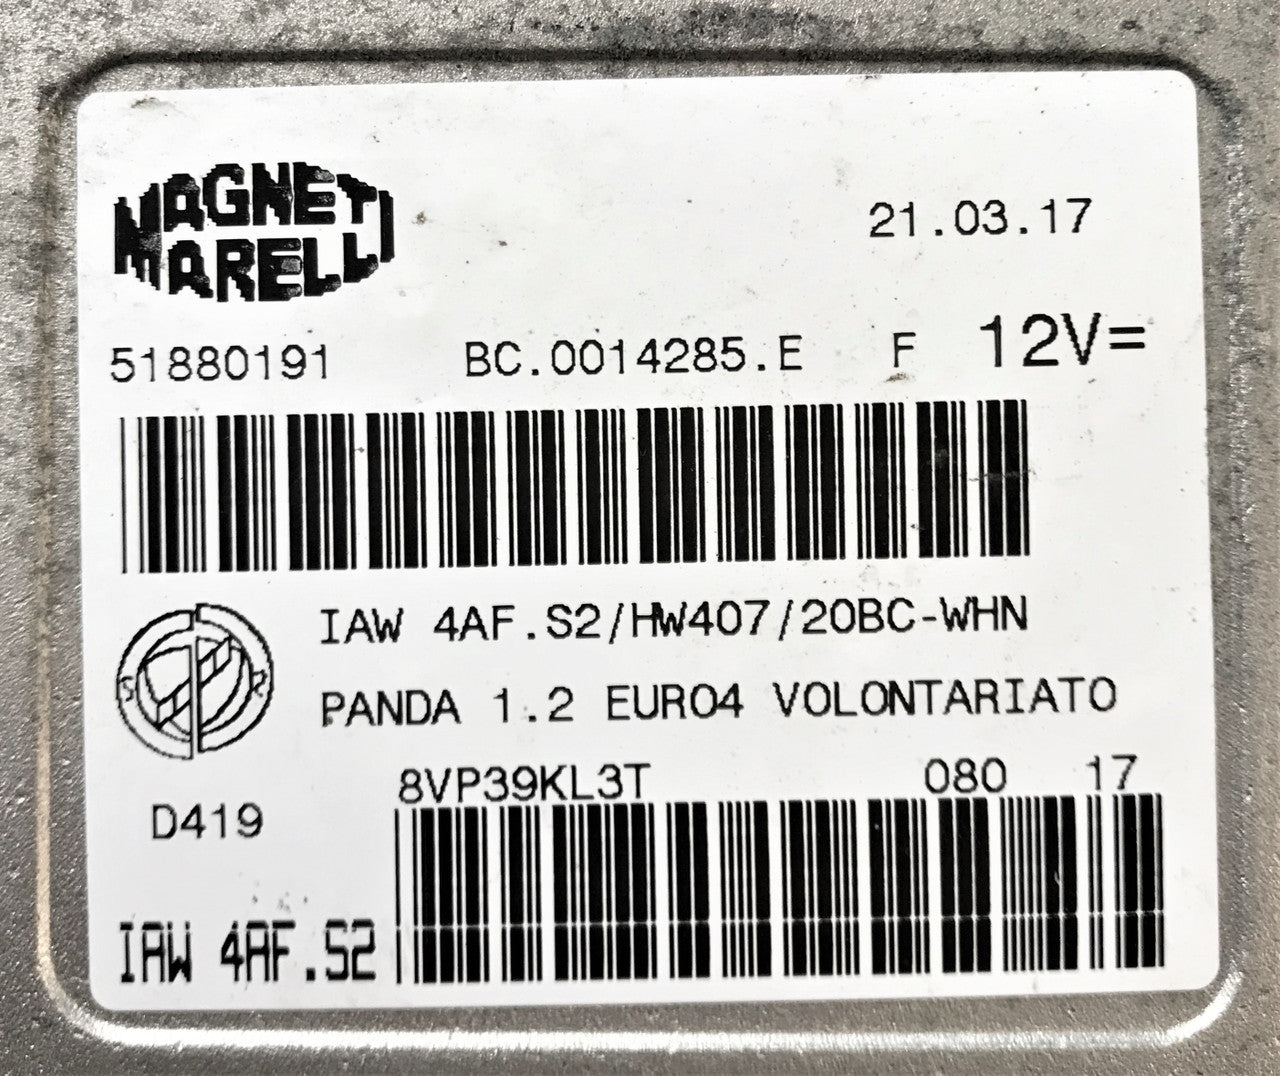 MAGNETI
MARELLI
21.03.17
51880191 BC.0014285.E F 12V=
IAW 4AF.S2/HW407/20BC-WHN
S R
PANDA 1.2 EURO4 VOLONTARIATO
8VP39KL3T 080 17
D419
IAW 4AF.S2